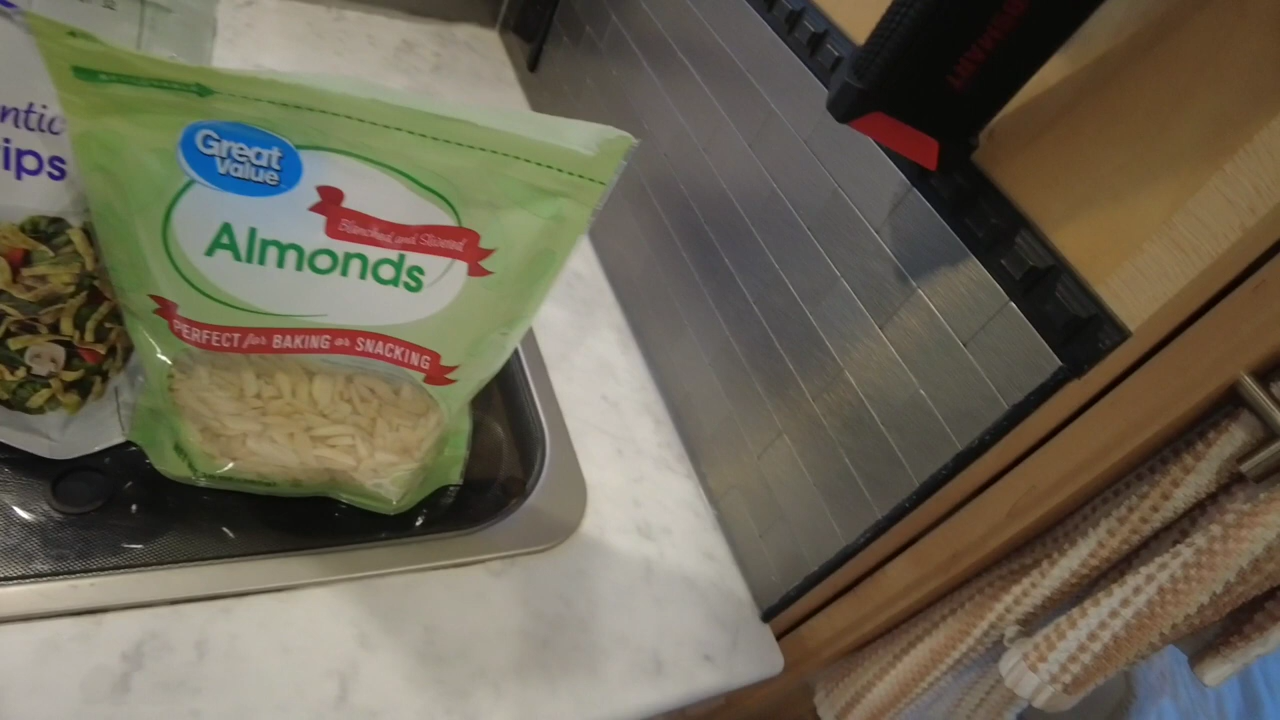 ntic
ips
Great
Value
Blanched and Slivered
Almonds
PERFECT for BAKING or SNACKING